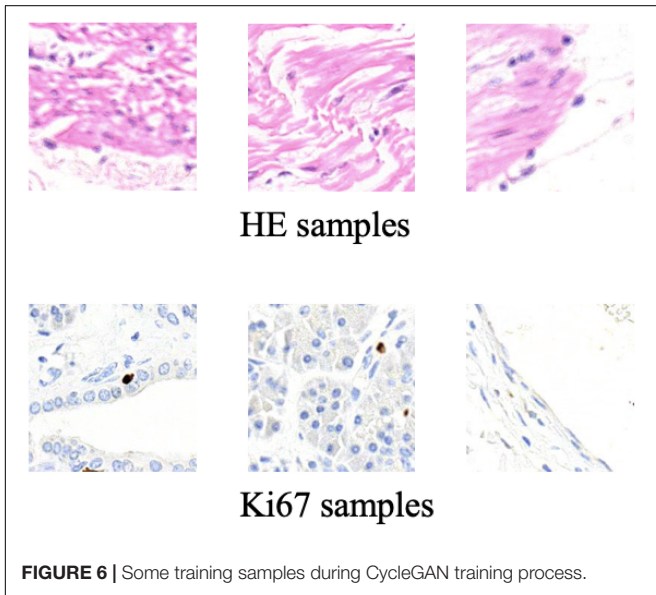 HE samples
Ki67 samples
FIGURE 6 | Some training samples during CycleGAN training process.